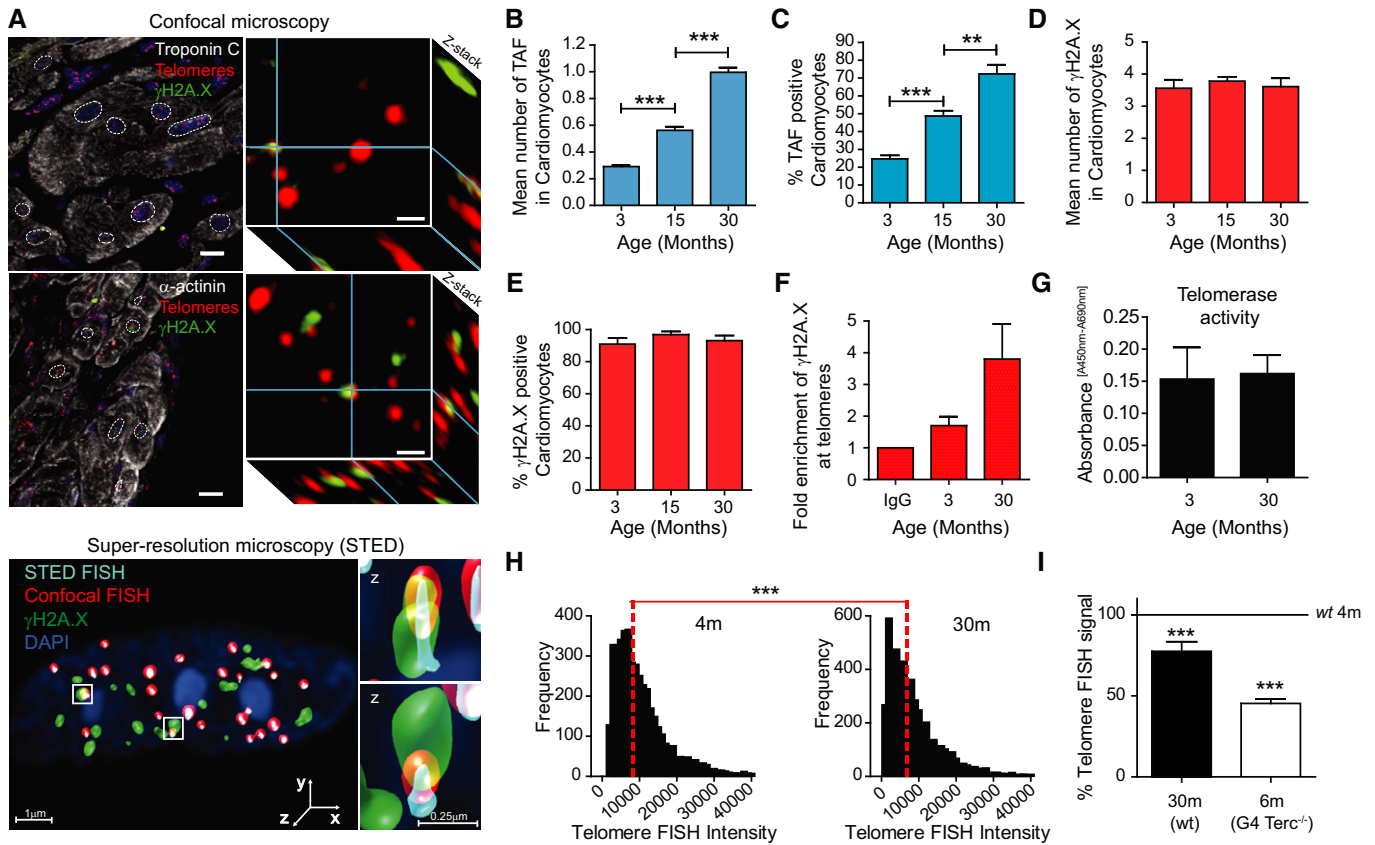 A
Confocal microscopy
Troponin C
Telomeres
γH2A.X
Z-stack
α-actinin
Telomeres
γH2A.X
Z-stack
Super-resolution microscopy (STED)
STED FISH
Confocal FISH
γH2A.X
DAPI
z
z
y
z
x
1μm
0.25μm
B
Mean number of TAF
in Cardiomyocytes
1.2
1.0
0.8
0.6
0.4
0.2
0.0
***
***
3 15 30
Age (Months)
C
% TAF positive
Cardiomyocytes
90
80
70
60
50
40
30
20
10
0
***
**
3 15 30
Age (Months)
D
Mean number of γH2A.X
in Cardiomyocytes
5
4
3
2
1
0
3 15 30
Age (Months)
E
% γH2A.X positive
Cardiomyocytes
100
80
60
40
20
0
3 15 30
Age (Months)
F
Fold enrichment of γH2A.X
at telomeres
5
4
3
2
1
0
IgG 3 30
Age (Months)
G
Telomerase
activity
Absorbance [A450nm-A690nm]
0.25
0.20
0.15
0.10
0.05
0.00
3 30
Age (Months)
H
***
4m
Frequency
400
300
200
100
0
0 10000 20000 30000 40000
Telomere FISH Intensity
30m
Frequency
600
400
200
0
0 10000 20000 30000 40000
Telomere FISH Intensity
I
% Telomere FISH signal
100
50
0
wt 4m
***
***
30m 6m
(wt) (G4 Terc-/-)